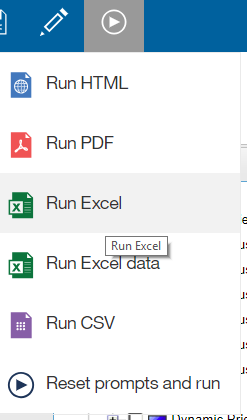 Run HTML
Run PDF
Run Excel
Run Excel
Run Excel data
Run CSV
Reset prompts and run